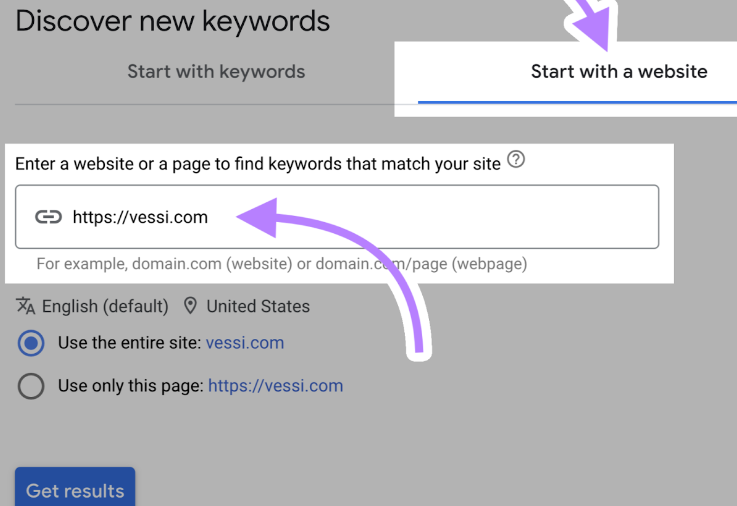 Discover new keywords
Start with keywords Start with a website
Enter a website or a page to find keywords that match your site
https://vessi.com
For example, domain.com (website) or domain.com/page (webpage)
English (default) United States
Use the entire site: vessi.com
Use only this page: https://vessi.com
Get results